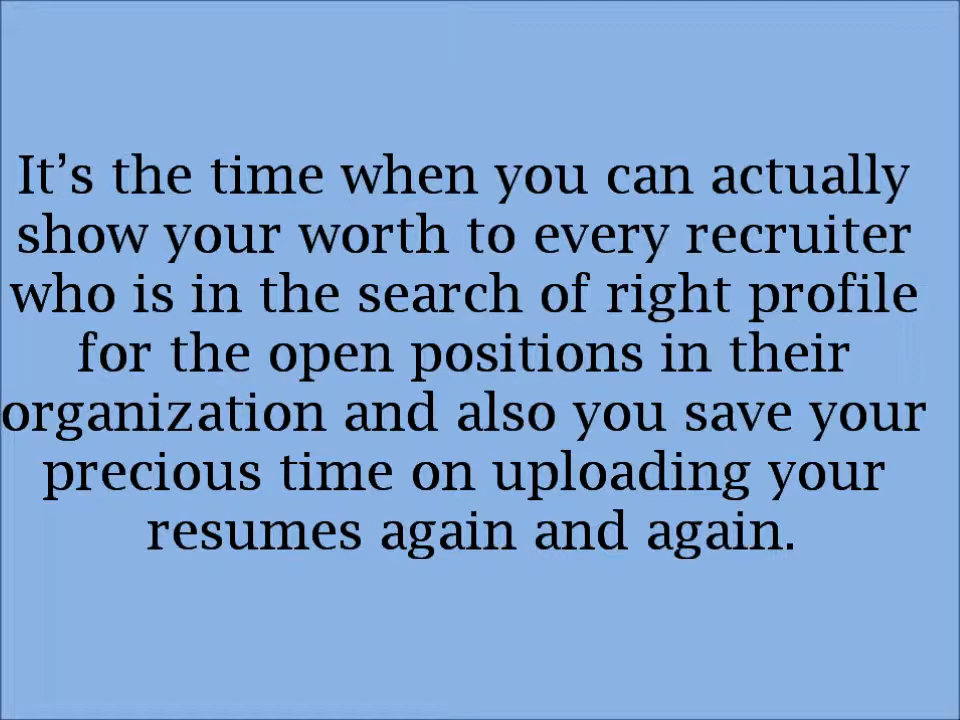 It’s the time when you can actually
show your worth to every recruiter
who is in the search of right profile
for the open positions in their
organization and also you save your
precious time on uploading your
resumes again and again.